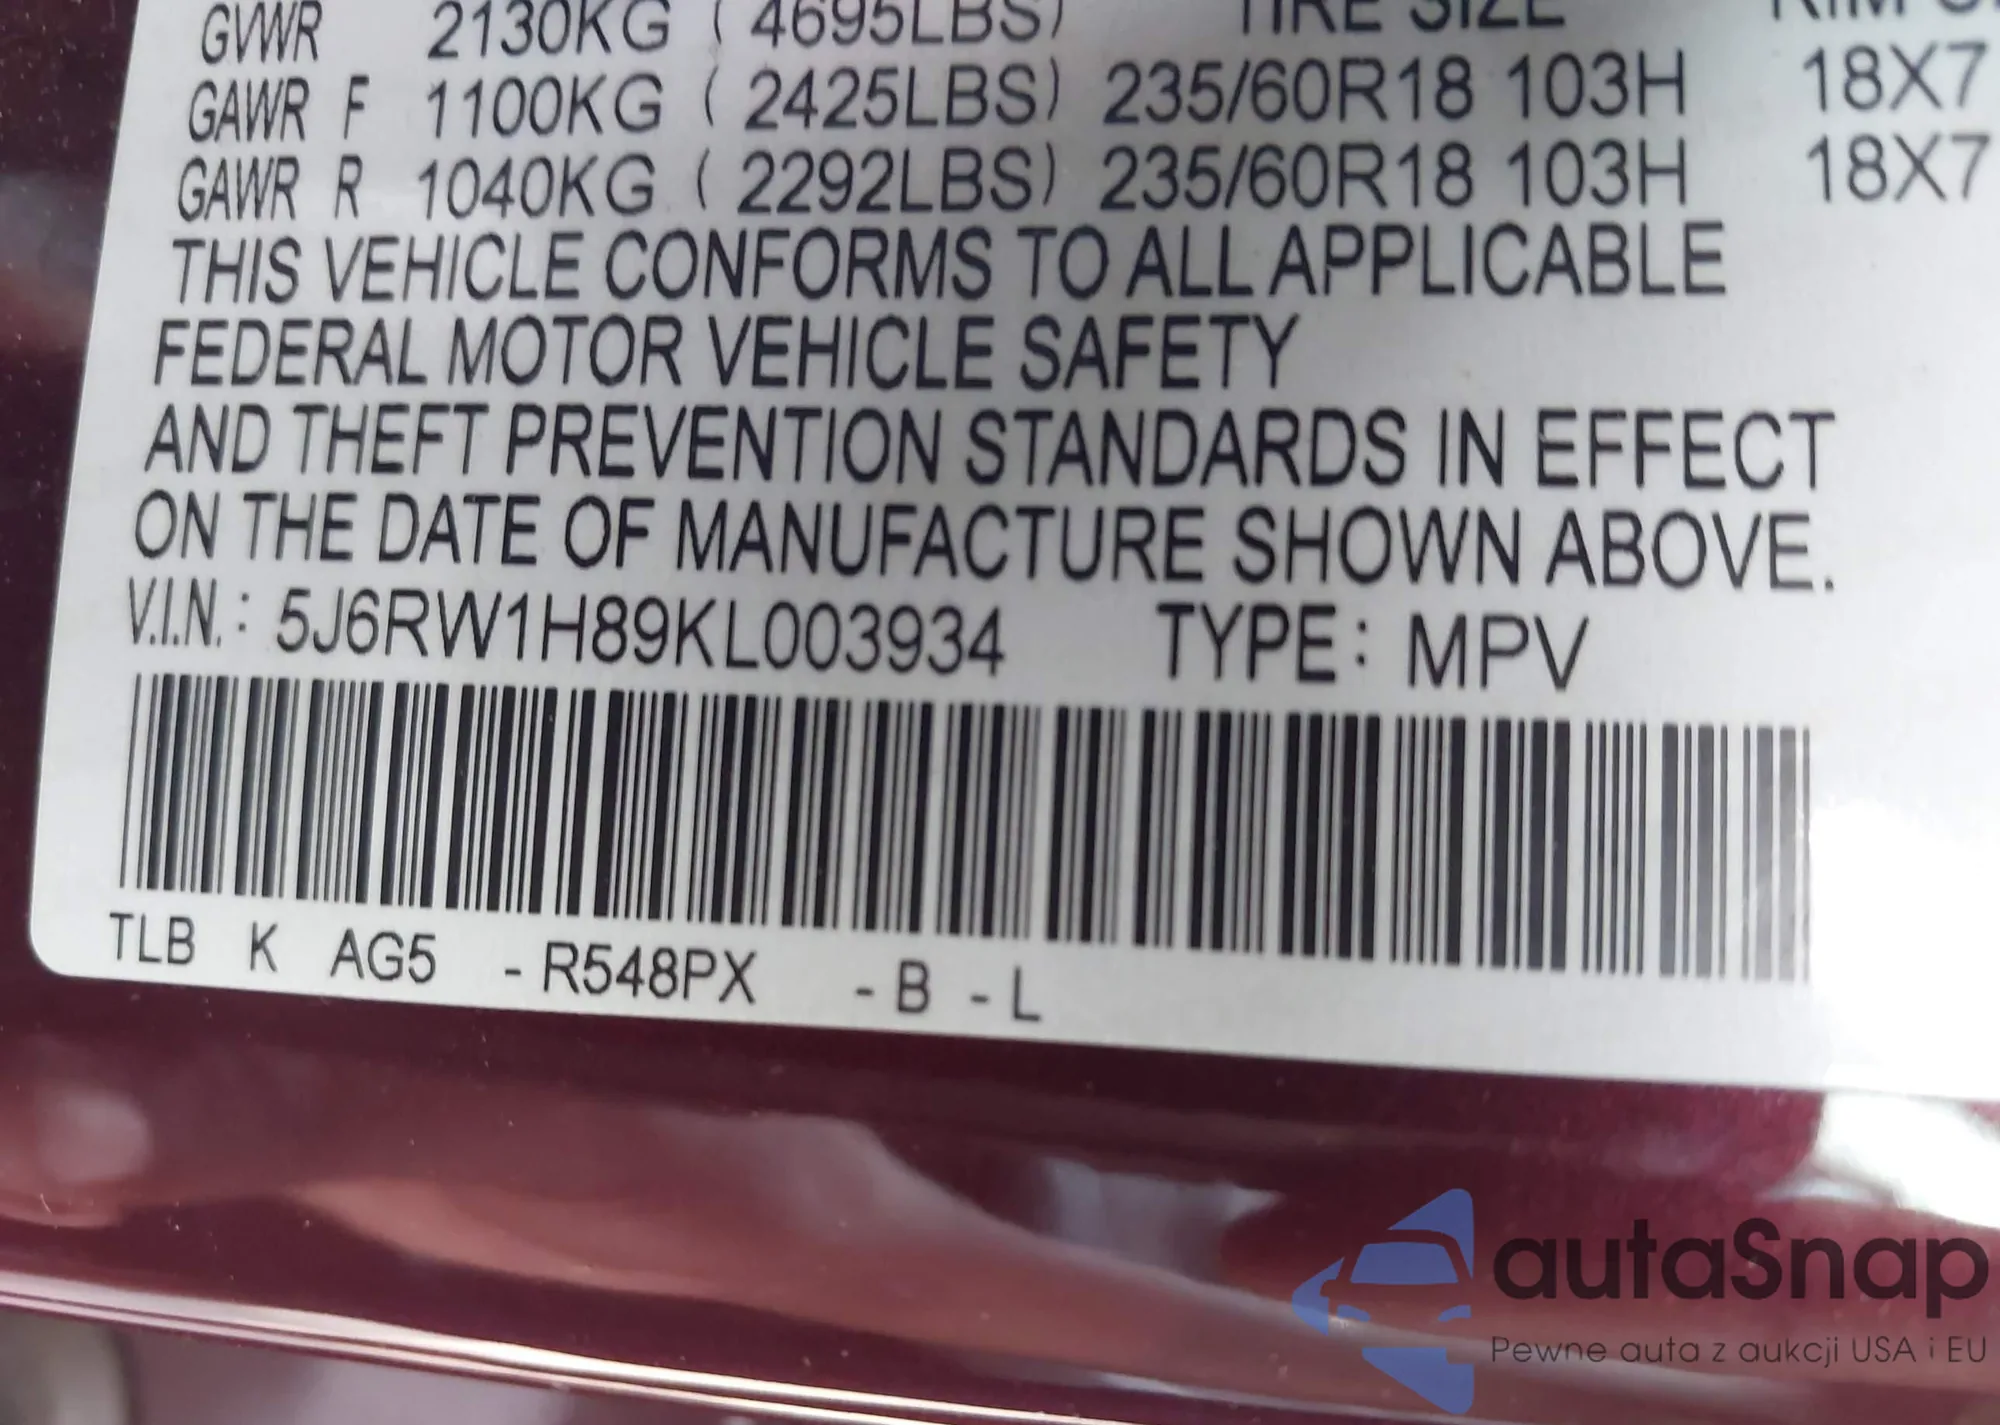 GVWR 2130KG ( 4695LBS) TIRE SIZE
GAWR F 1100KG ( 2425LBS) 235/60R18 103H 18X7
GAWR R 1040KG ( 2292LBS) 235/60R18 103H 18X7
THIS VEHICLE CONFORMS TO ALL APPLICABLE
FEDERAL MOTOR VEHICLE SAFETY
AND THEFT PREVENTION STANDARDS IN EFFECT
ON THE DATE OF MANUFACTURE SHOWN ABOVE.
V.I.N.: 5J6RW1H89KL003934 TYPE: MPV
TLB K AG5 -R548PX -B -L
autaSnap
Pewne auta z aukcji USA i EU